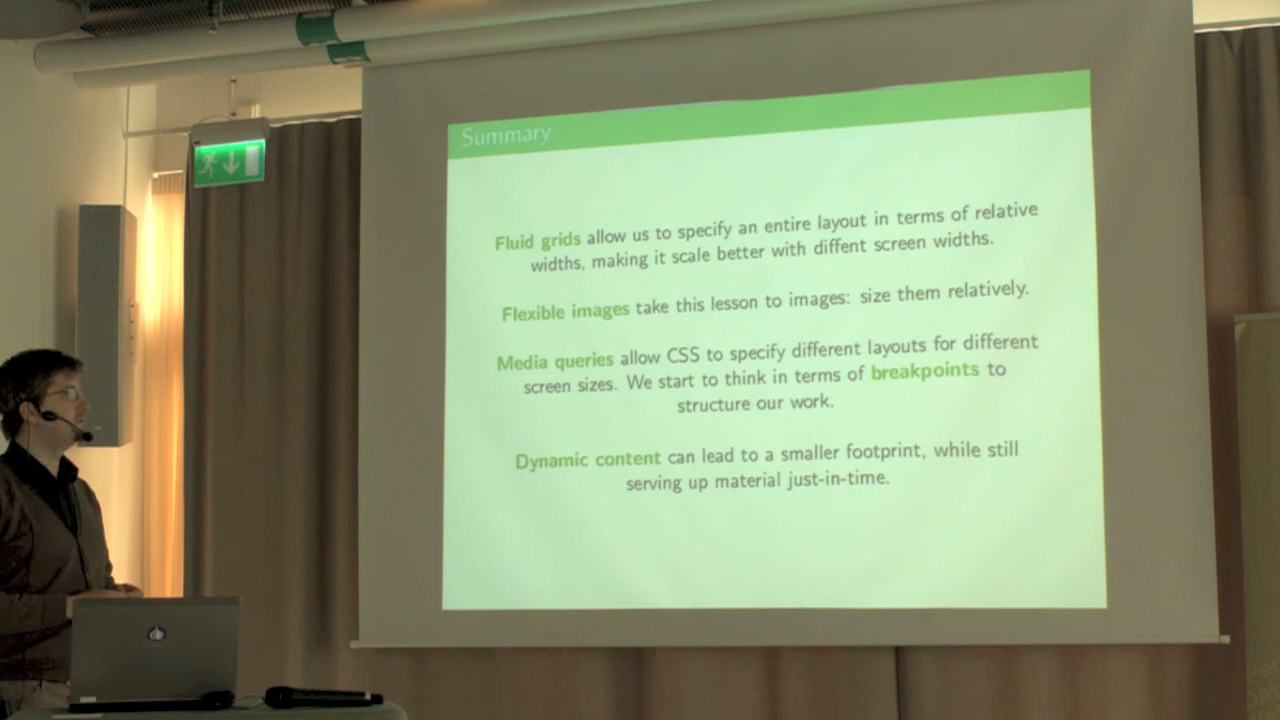 Summary
Fluid grids allow us to specify an entire layout in terms of relative
widths, making it scale better with diffent screen widths.
Flexible images take this lesson to images: size them relatively.
Media queries allow CSS to specify different layouts for different
screen sizes. We start to think in terms of breakpoints to
structure our work.
Dynamic content can lead to a smaller footprint, while still
serving up material just-in-time.